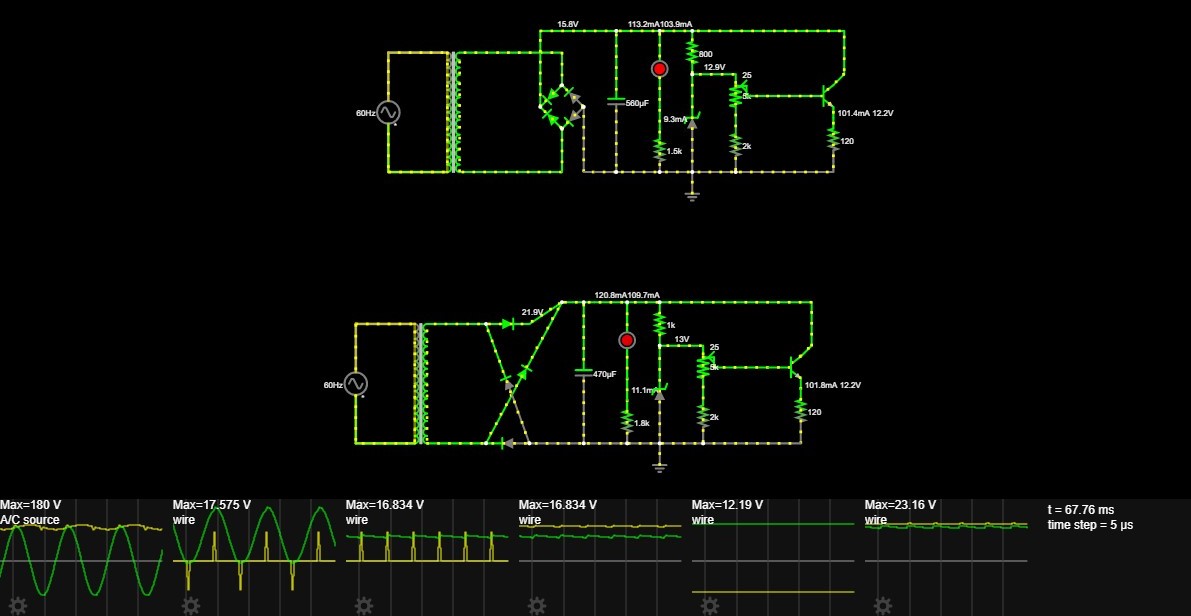 15.8V
113.2mA103.9mA
800
12.9V
25
5k
60Hz
560µF
9.3mA
101.4mA 12.2V
120
1.5k
2k
120.8mA109.7mA
21.9V
1k
13V
25
5k
60Hz
470µF
11.1mA
101.8mA 12.2V
120
1.8k
2k
Max=180 V
A/C source
Max=17.575 V
wire
Max=16.834 V
wire
Max=16.834 V
wire
Max=12.19 V
wire
Max=23.16 V
wire
t = 67.76 ms
time step = 5 µs